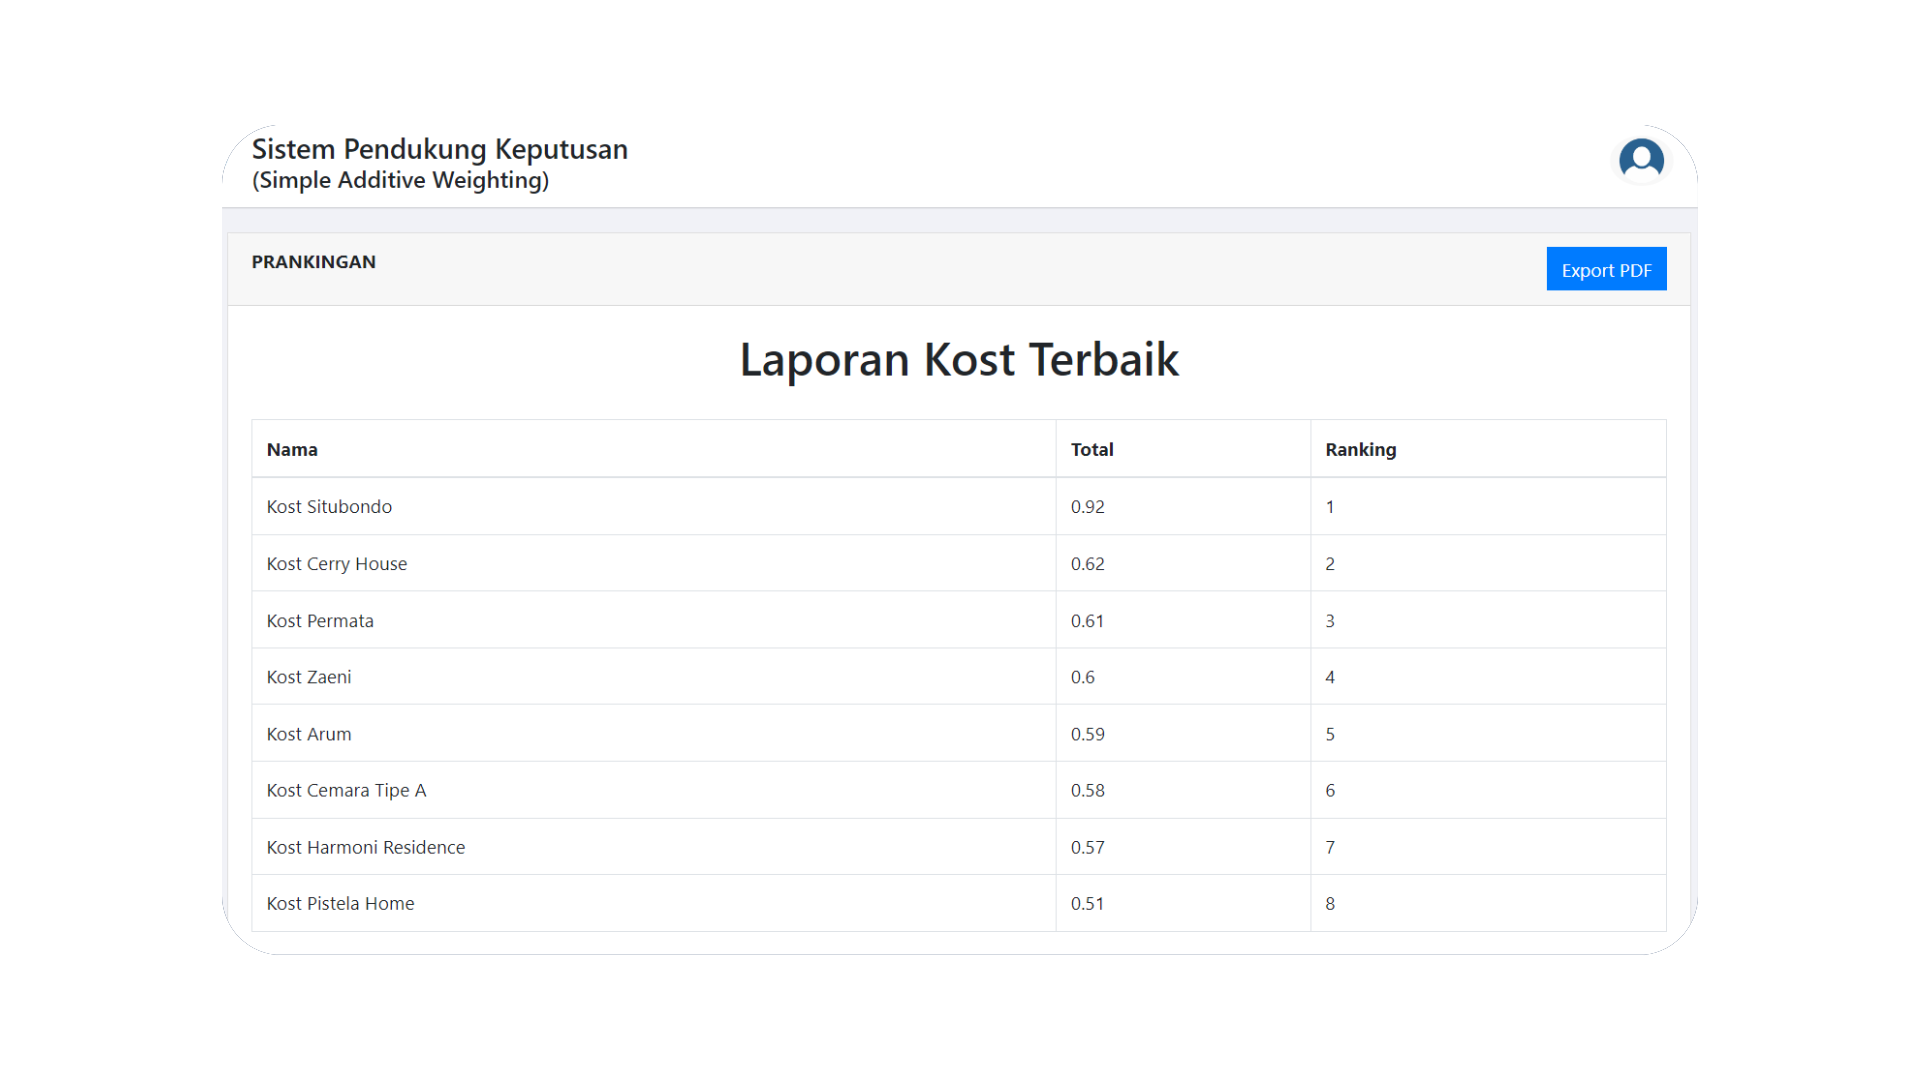 Sistem Pendukung Keputusan
(Simple Additive Weighting)
PRANKINGAN
Export PDF
Laporan Kost Terbaik
Nama Total Ranking
Kost Situbondo 0.92 1
Kost Cerry House 0.62 2
Kost Permata 0.61 3
Kost Zaeni 0.6 4
Kost Arum 0.59 5
Kost Cemara Tipe A 0.58 6
Kost Harmoni Residence 0.57 7
Kost Pistela Home 0.51 8